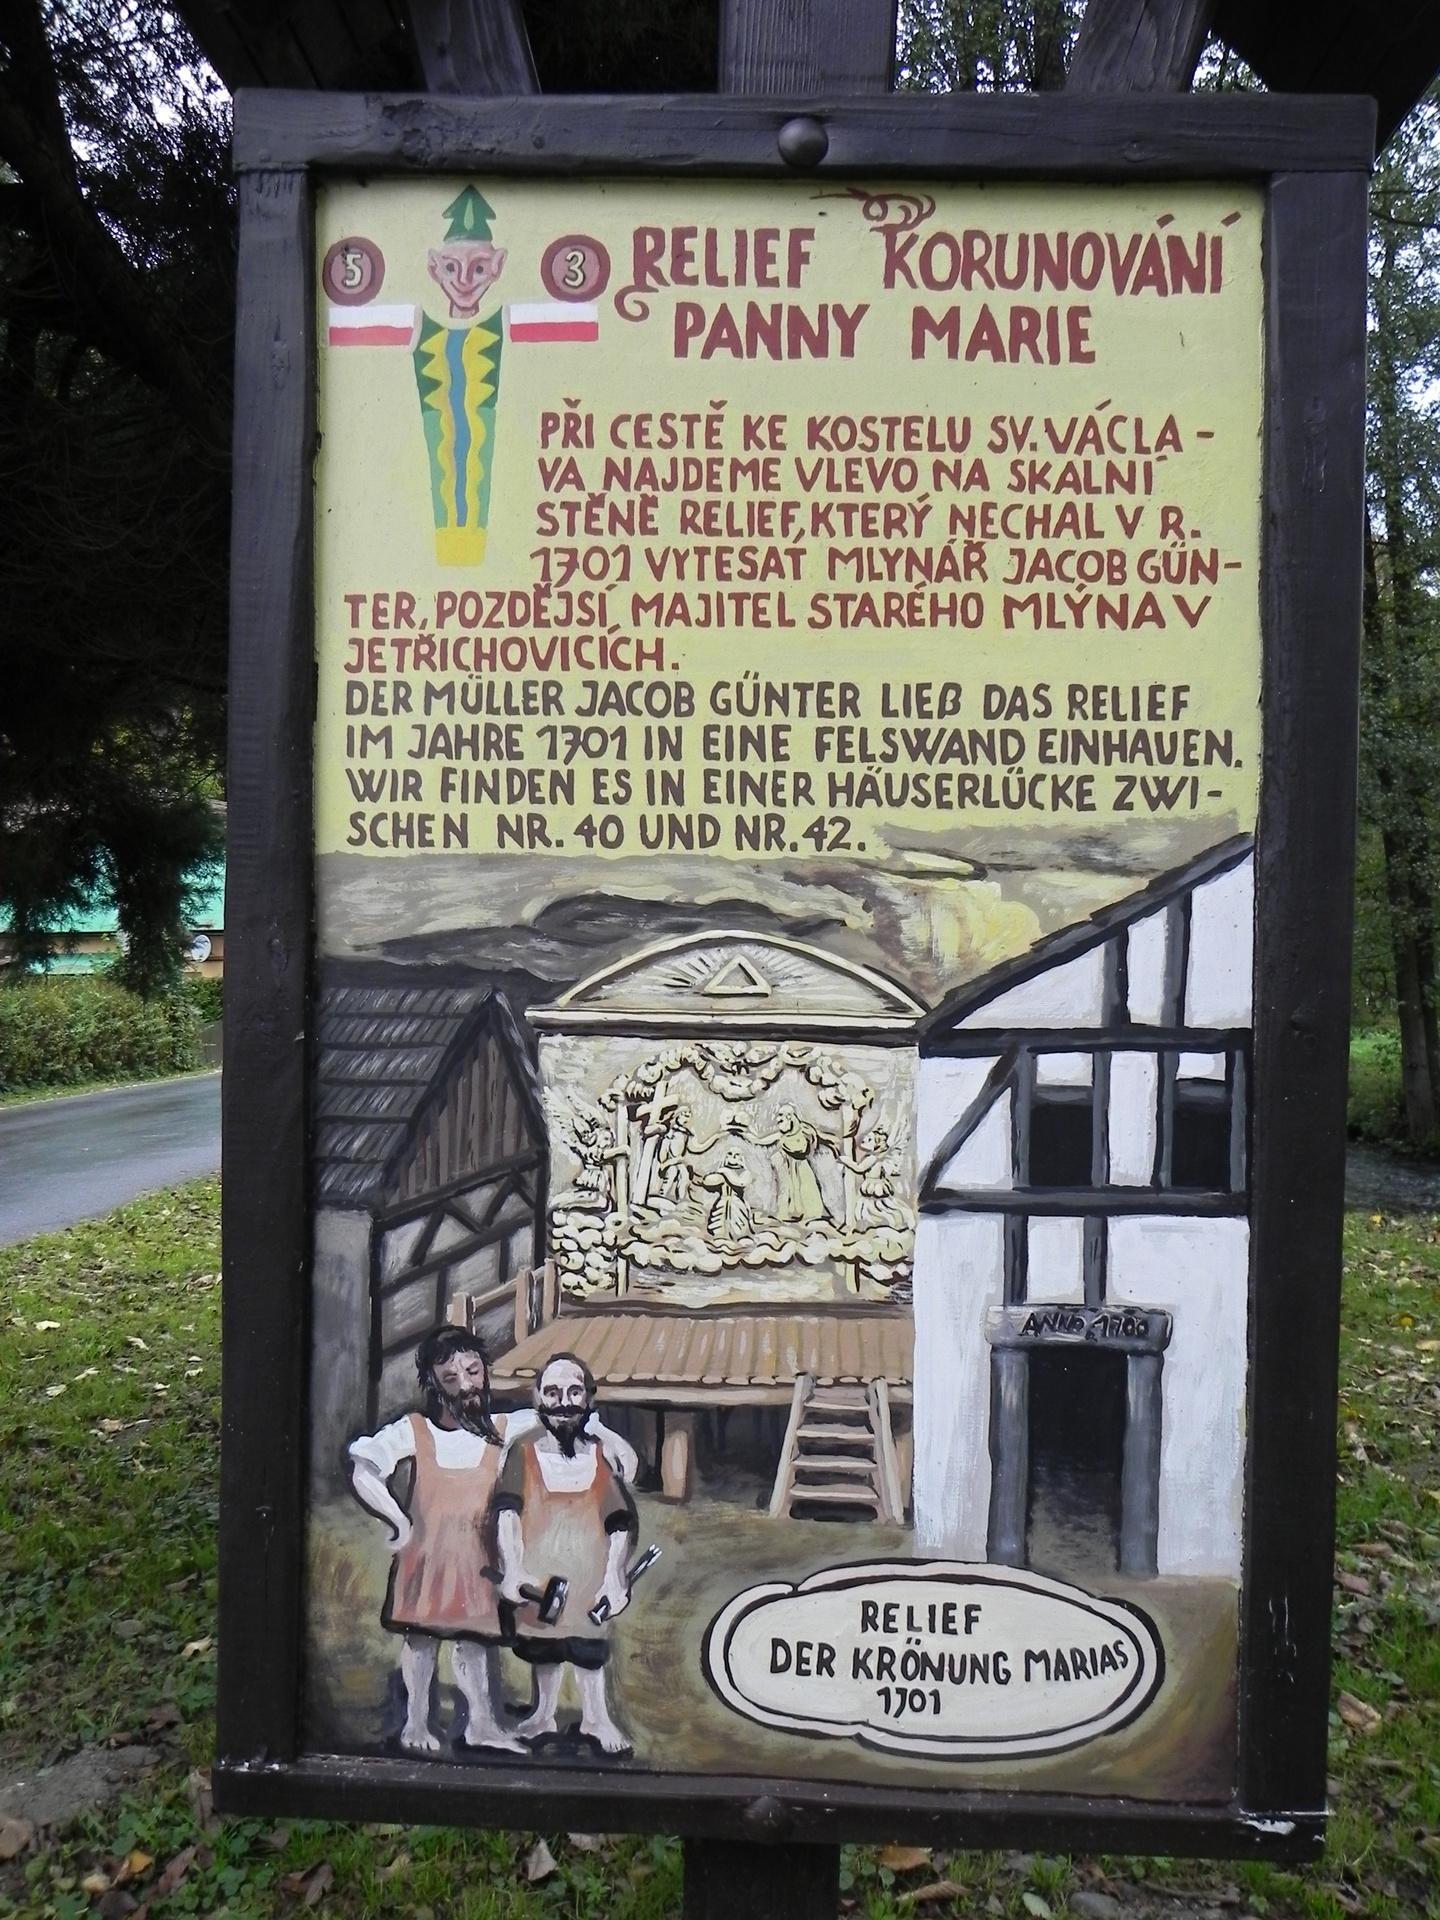 5
3
RELIEF KORUNOVÁNÍ
PANNY MARIE
PŘI CESTĚ KE KOSTELU SV. VÁCLA-
VA NAJDEME VLEVO NA SKALNÍ
STĚNĚ RELIEF, KTERÝ NECHAL V R.
1701 VYTESAT MLYNÁŘ JACOB GÜN-
TER, POZDĚJSÍ MAJITEL STARÉHO MLÝNA V
JETŘICHOVICÍCH.
DER MÜLLER JACOB GÜNTER LIEß DAS RELIEF
IM JAHRE 1701 IN EINE FELSWAND EINHAUEN.
WIR FINDEN ES IN EINER HÄUSERLÜCKE ZWI-
SCHEN NR. 40 UND NR. 42.
ANNO 1700
RELIEF
DER KRÖNUNG MARIAS
1701